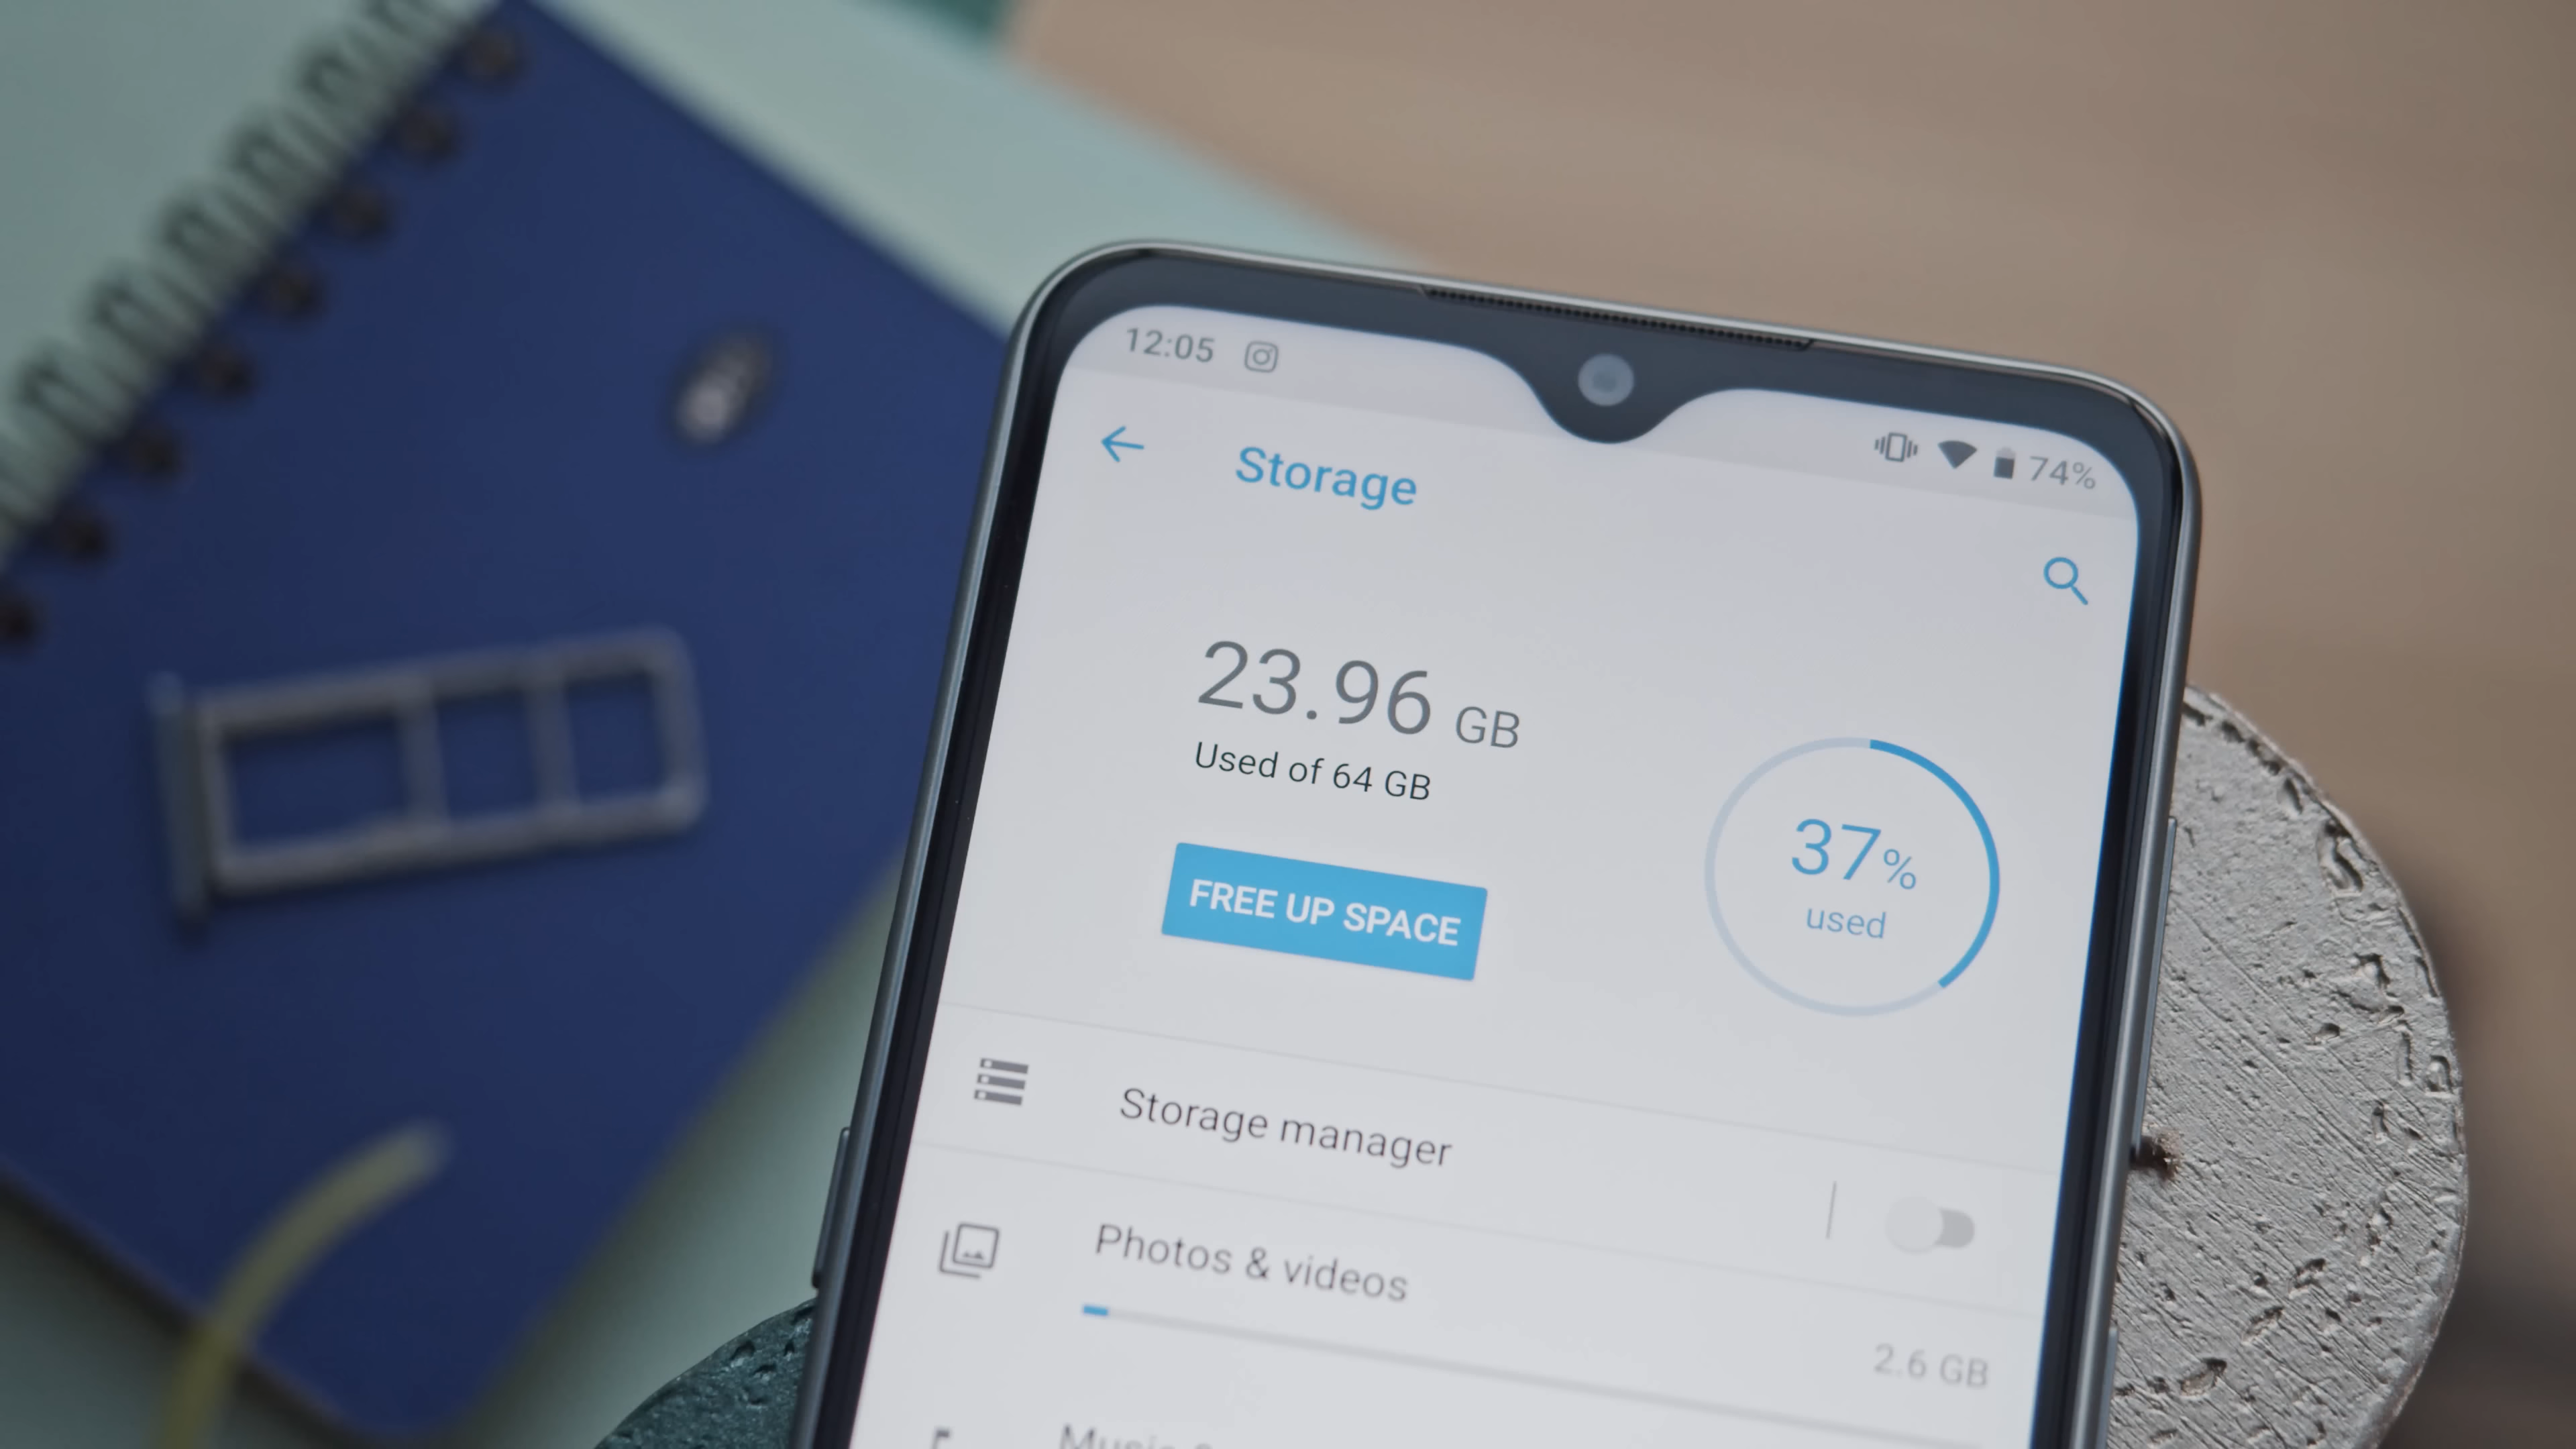 12:05
74%
Storage
23.96 GB
Used of 64 GB
37%
used
FREE UP SPACE
Storage manager
Photos & videos
2.6 GB
Music